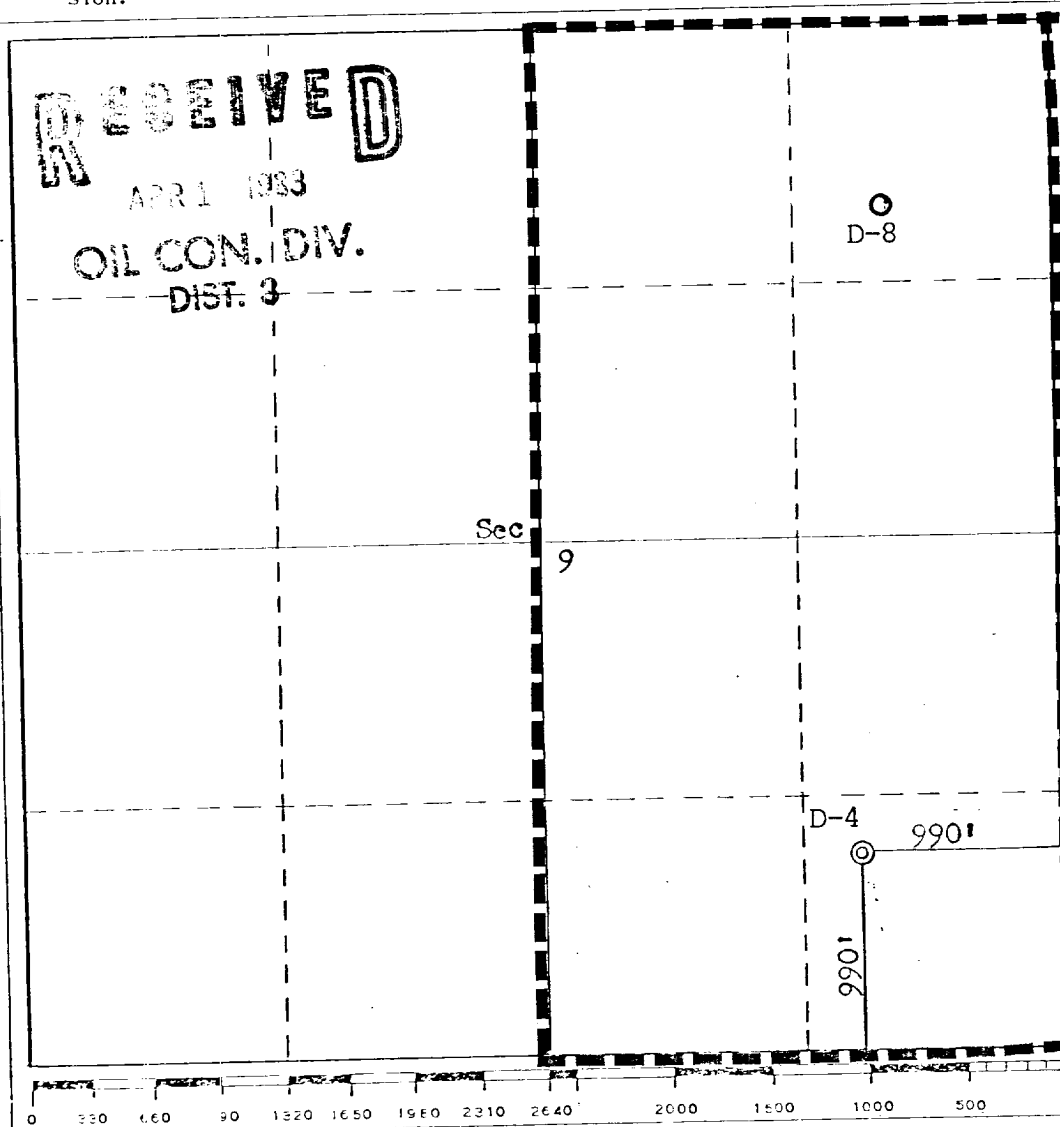 sion.
RECEIVED
APR 1 1983
OIL CON. DIV.
DIST. 3
D-8
Sec
9
D-4
990'
990'
0 330 660 90 1320 1650 1980 2310 2640 2000 1500 1000 500